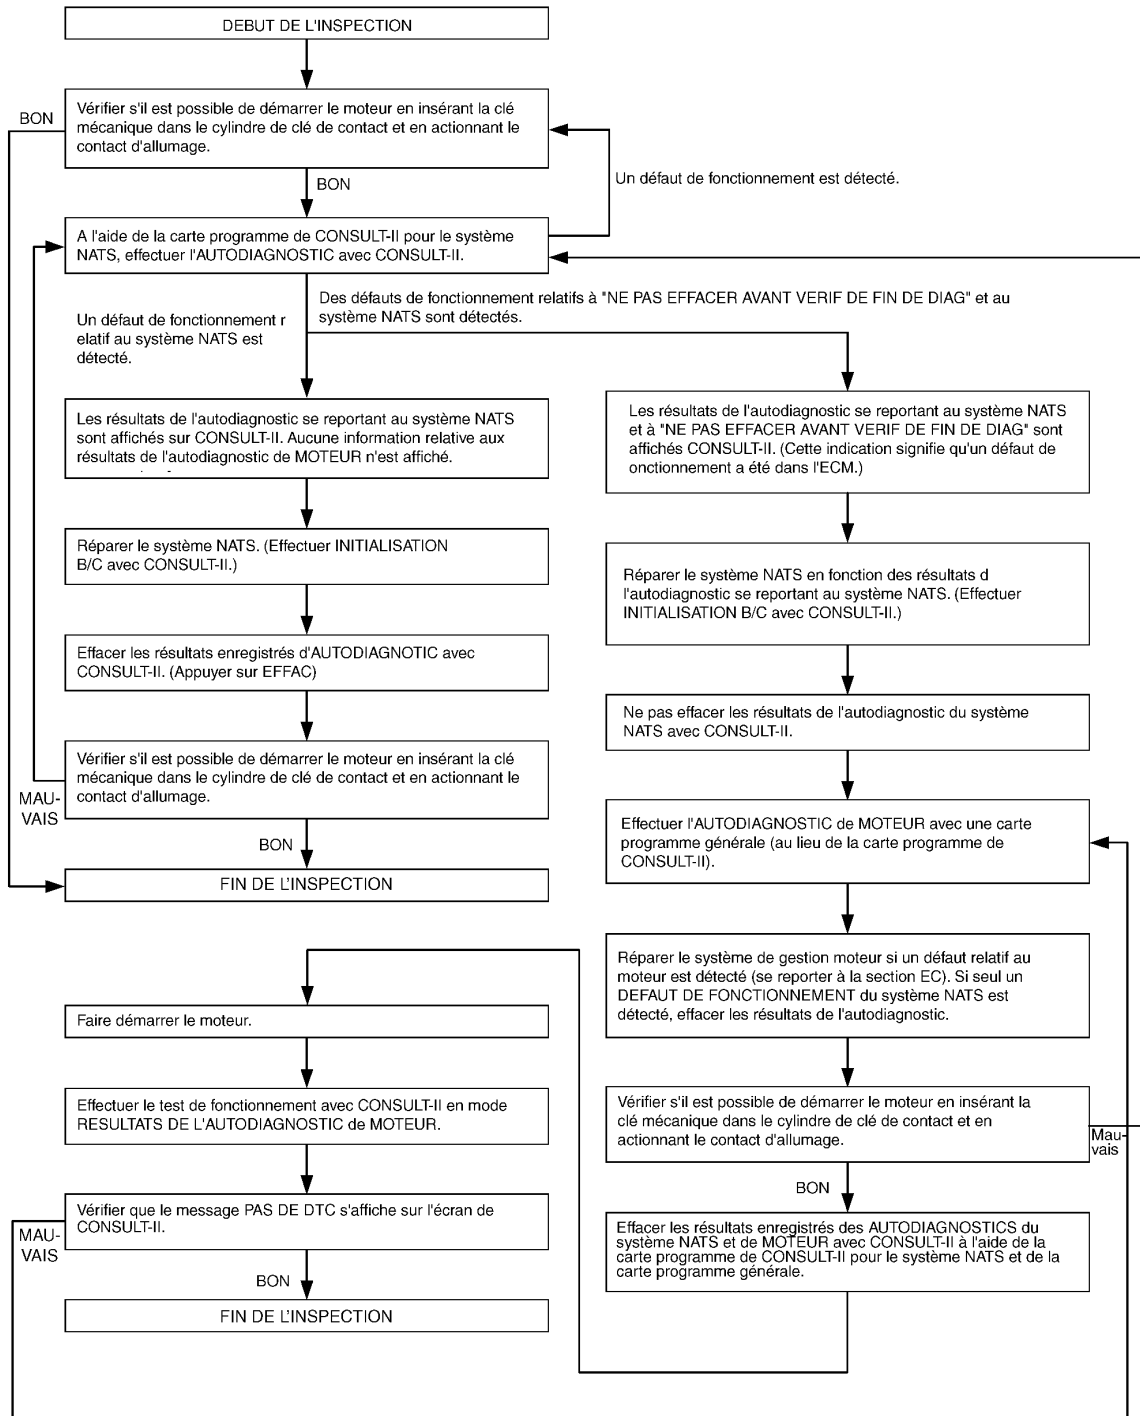 DEBUT DE L'INSPECTION
Vérifier s'il est possible de démarrer le moteur en insérant la clé
mécanique dans le cylindre de clé de contact et en actionnant le
contact d'allumage.
BON
BON
Un défaut de fonctionnement est détecté.
A l'aide de la carte programme de CONSULT-II pour le système
NATS, effectuer l'AUTODIAGNOSTIC avec CONSULT-II.
Un défaut de fonctionnement r
elatif au système NATS est
détecté.
Des défauts de fonctionnement relatifs à "NE PAS EFFACER AVANT VERIF DE FIN DE DIAG" et au
système NATS sont détectés.
Les résultats de l'autodiagnostic se reportant au système NATS
sont affichés sur CONSULT-II. Aucune information relative aux
résultats de l'autodiagnostic de MOTEUR n'est affiché.
Réparer le système NATS. (Effectuer INITIALISATION
B/C avec CONSULT-II.)
Effacer les résultats enregistrés d'AUTODIAGNOTIC avec
CONSULT-II. (Appuyer sur EFFAC)
Vérifier s'il est possible de démarrer le moteur en insérant la clé
mécanique dans le cylindre de clé de contact et en actionnant le
contact d'allumage.
MAU-
VAIS
BON
FIN DE L'INSPECTION
Les résultats de l'autodiagnostic se reportant au système NATS
et à "NE PAS EFFACER AVANT VERIF DE FIN DE DIAG" sont
affichés CONSULT-II. (Cette indication signifie qu'un défaut de
onctionnement a été dans l'ECM.)
Réparer le système NATS en fonction des résultats d
l'autodiagnostic se reportant au système NATS. (Effectuer
INITIALISATION B/C avec CONSULT-II.)
Ne pas effacer les résultats de l'autodiagnostic du système
NATS avec CONSULT-II.
Effectuer l'AUTODIAGNOSTIC de MOTEUR avec une carte
programme générale (au lieu de la carte programme de
CONSULT-II).
Réparer le système de gestion moteur si un défaut relatif au
moteur est détecté (se reporter à la section EC). Si seul un
DEFAUT DE FONCTIONNEMENT du système NATS est
détecté, effacer les résultats de l'autodiagnostic.
Vérifier s'il est possible de démarrer le moteur en insérant la
clé mécanique dans le cylindre de clé de contact et en
actionnant le contact d'allumage.
Mau-
vais
BON
Effacer les résultats enregistrés des AUTODIAGNOSTICS du
système NATS et de MOTEUR avec CONSULT-II à l'aide de la
carte programme de CONSULT-II pour le système NATS et de la
carte programme générale.
Faire démarrer le moteur.
Effectuer le test de fonctionnement avec CONSULT-II en mode
RESULTATS DE L'AUTODIAGNOSTIC de MOTEUR.
Vérifier que le message PAS DE DTC s'affiche sur l'écran de
CONSULT-II.
MAU-
VAIS
BON
FIN DE L'INSPECTION